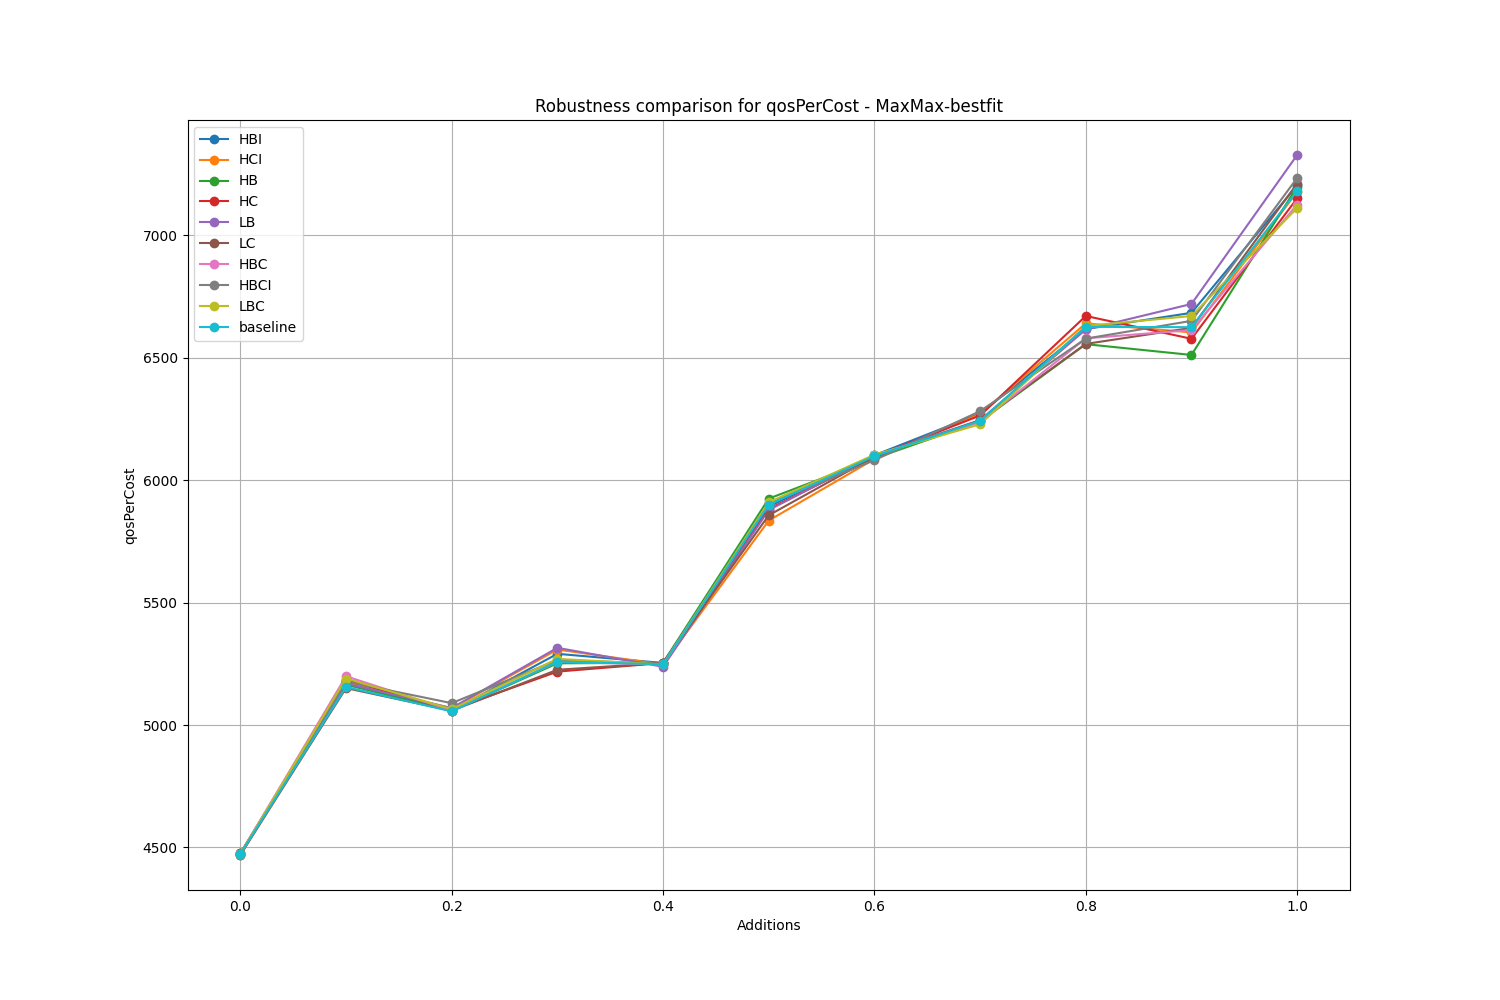 Robustness comparison for qosPerCost - MaxMax-bestfit
HBI
HCI
HB
HC
LB
LC
HBC
HBCI
LBC
baseline
7000
6500
6000
5500
5000
4500
qosPerCost
0.0 0.2 0.4 0.6 0.8 1.0
Additions